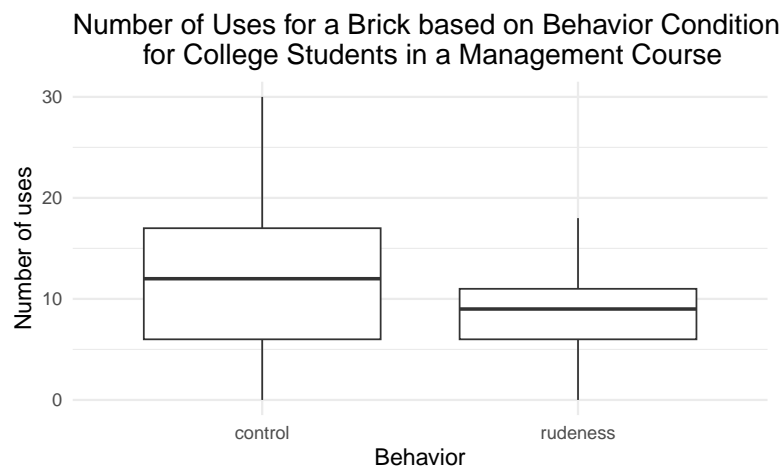 Number of Uses for a Brick based on Behavior Condition
for College Students in a Management Course
30
20
10
0
Number of uses
control
rudeness
Behavior